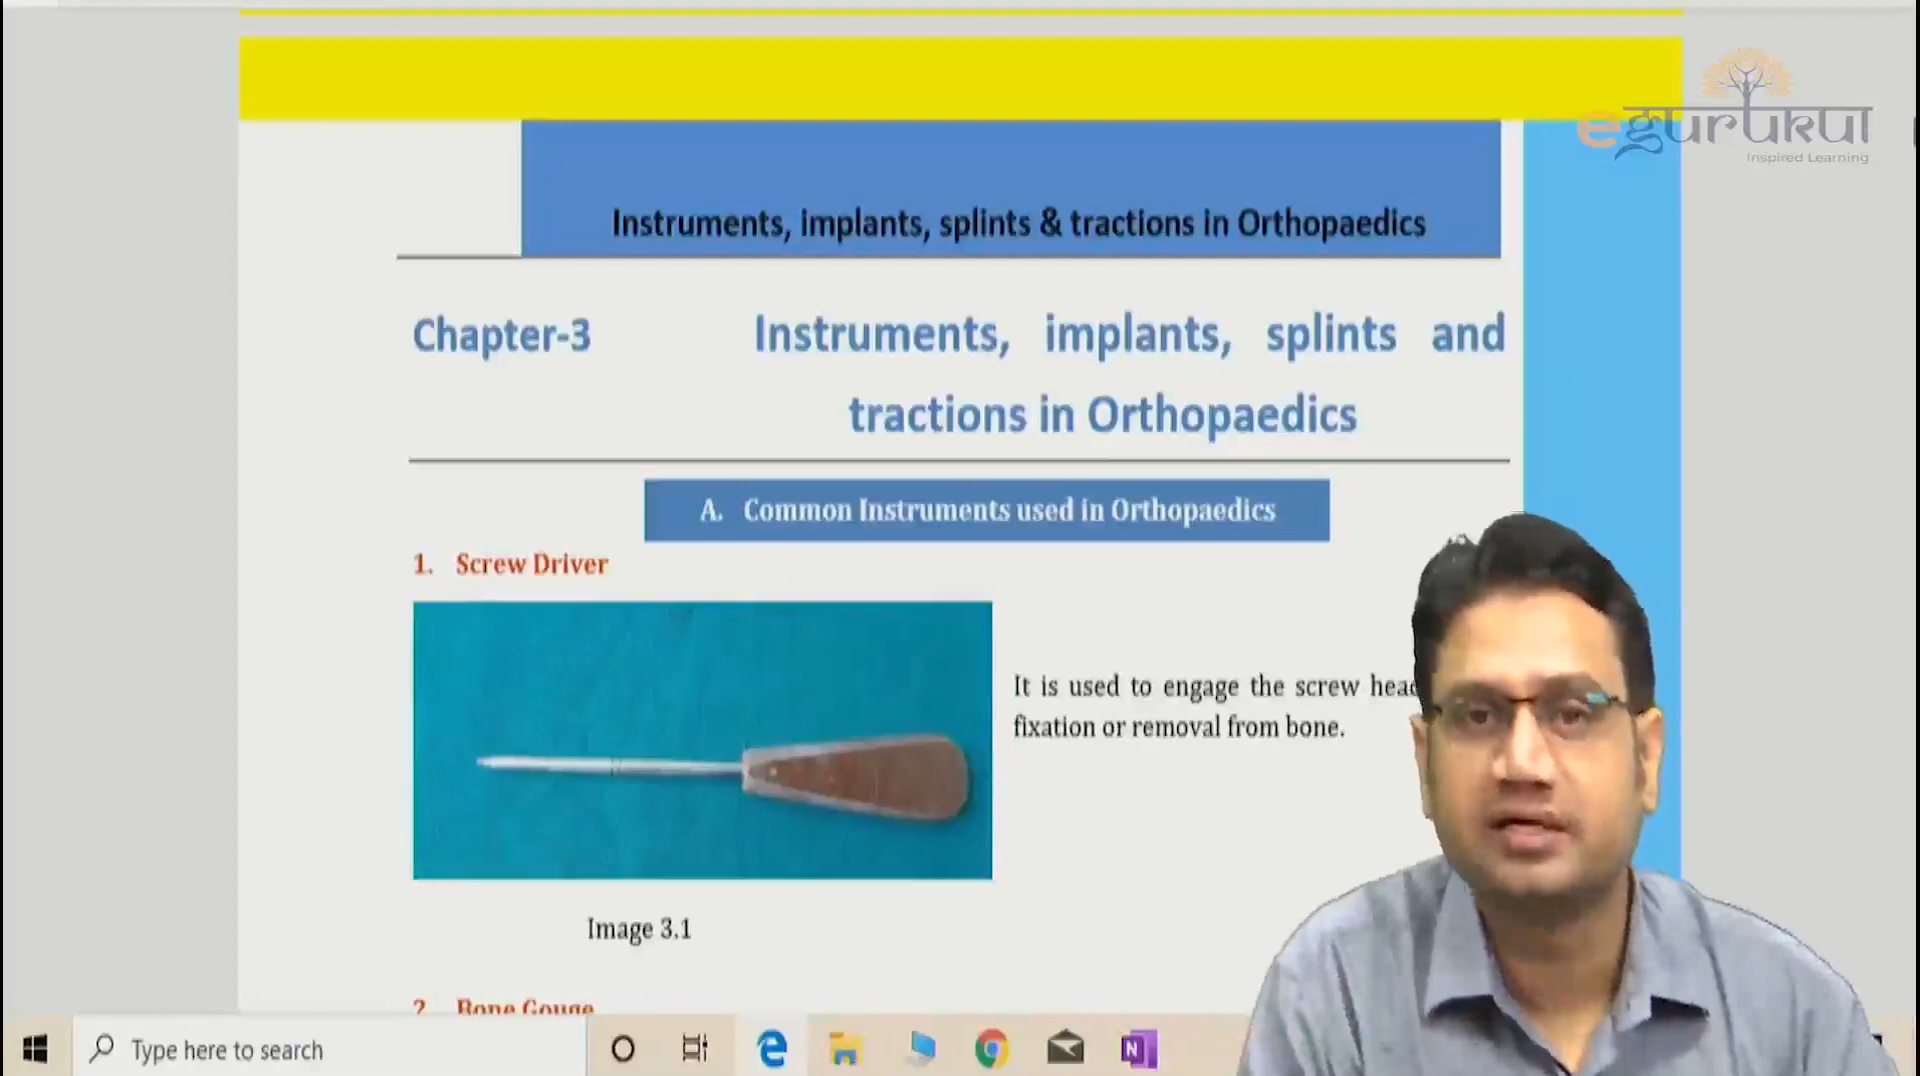 egurukul
Inspired Learning
Instruments, implants, splints & tractions in Orthopaedics
Chapter-3 Instruments, implants, splints and
tractions in Orthopaedics
A. Common Instruments used in Orthopaedics
1. Screw Driver
It is used to engage the screw head
fixation or removal from bone.
Image 3.1
2. Bone Gouge
Type here to search
N